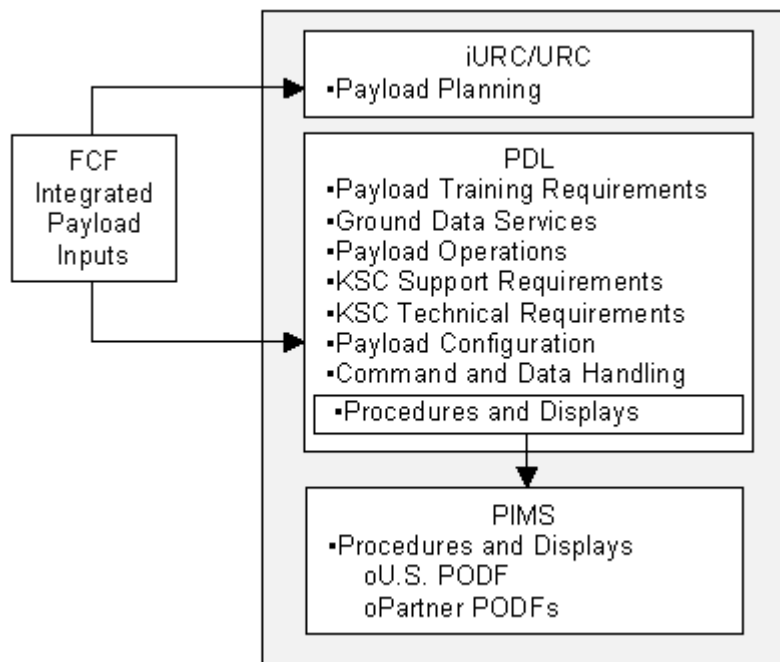 FCF
Integrated
Payload
Inputs
iURC/URC
▪Payload Planning
PDL
▪Payload Training Requirements
▪Ground Data Services
▪Payload Operations
▪KSC Support Requirements
▪KSC Technical Requirements
▪Payload Configuration
▪Command and Data Handling
▪Procedures and Displays
PIMS
▪Procedures and Displays
oU.S. PODF
oPartner PODFs